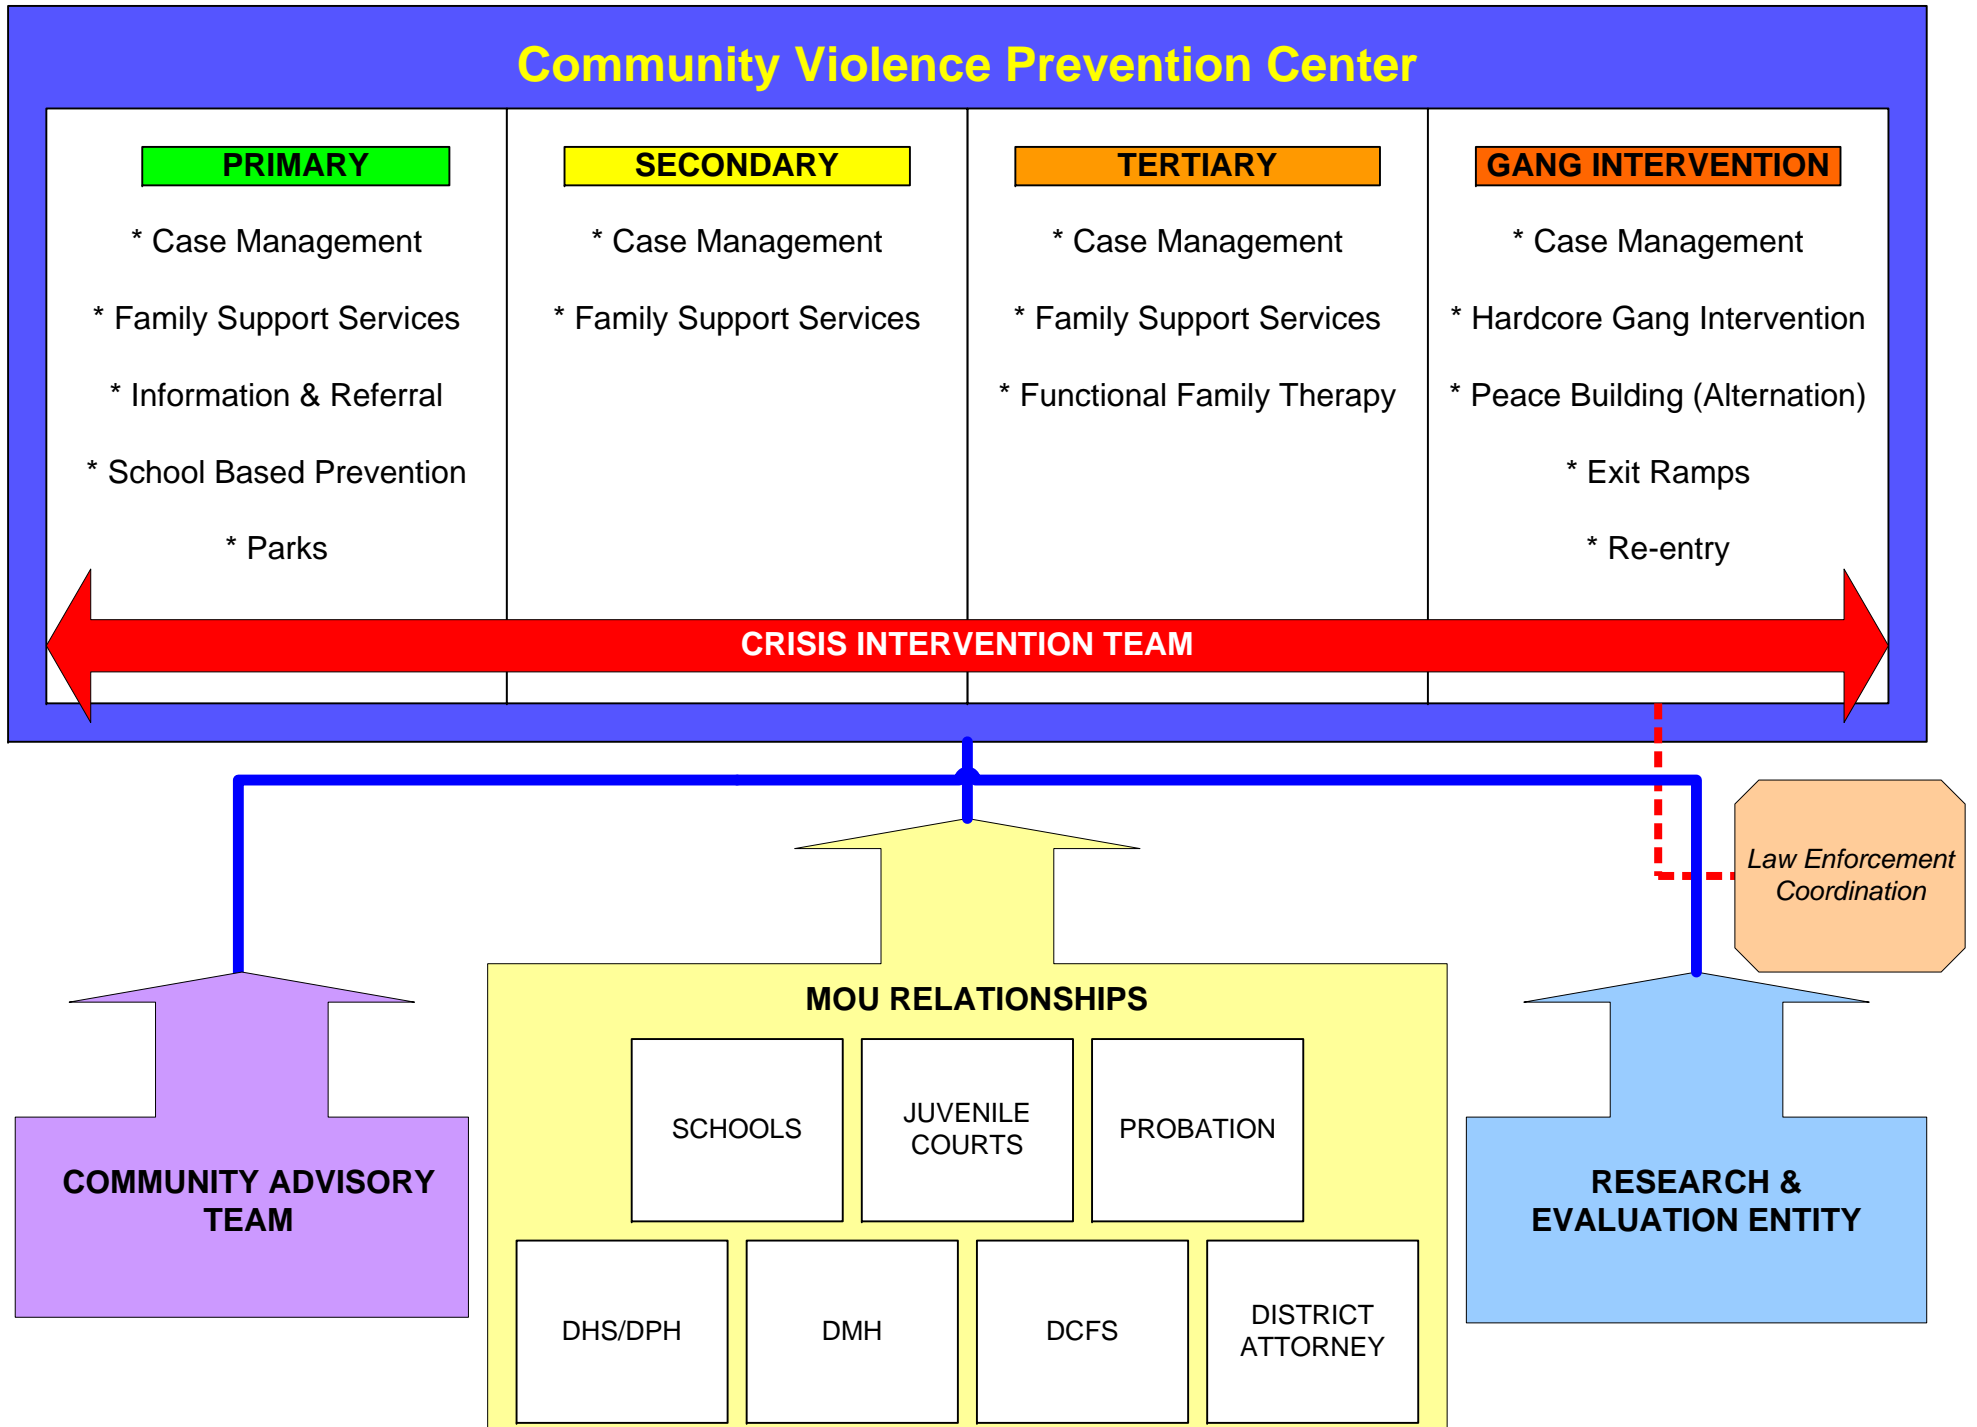 Community Violence Prevention Center
PRIMARY
* Case Management
* Family Support Services
* Information & Referral
* School Based Prevention
* Parks
SECONDARY
* Case Management
* Family Support Services
TERTIARY
* Case Management
* Family Support Services
* Functional Family Therapy
GANG INTERVENTION
* Case Management
* Hardcore Gang Intervention
* Peace Building (Alternation)
* Exit Ramps
* Re-entry
CRISIS INTERVENTION TEAM
Law Enforcement
Coordination
COMMUNITY ADVISORY
TEAM
MOU RELATIONSHIPS
SCHOOLS
JUVENILE
COURTS
PROBATION
DHS/DPH
DMH
DCFS
DISTRICT
ATTORNEY
RESEARCH &
EVALUATION ENTITY